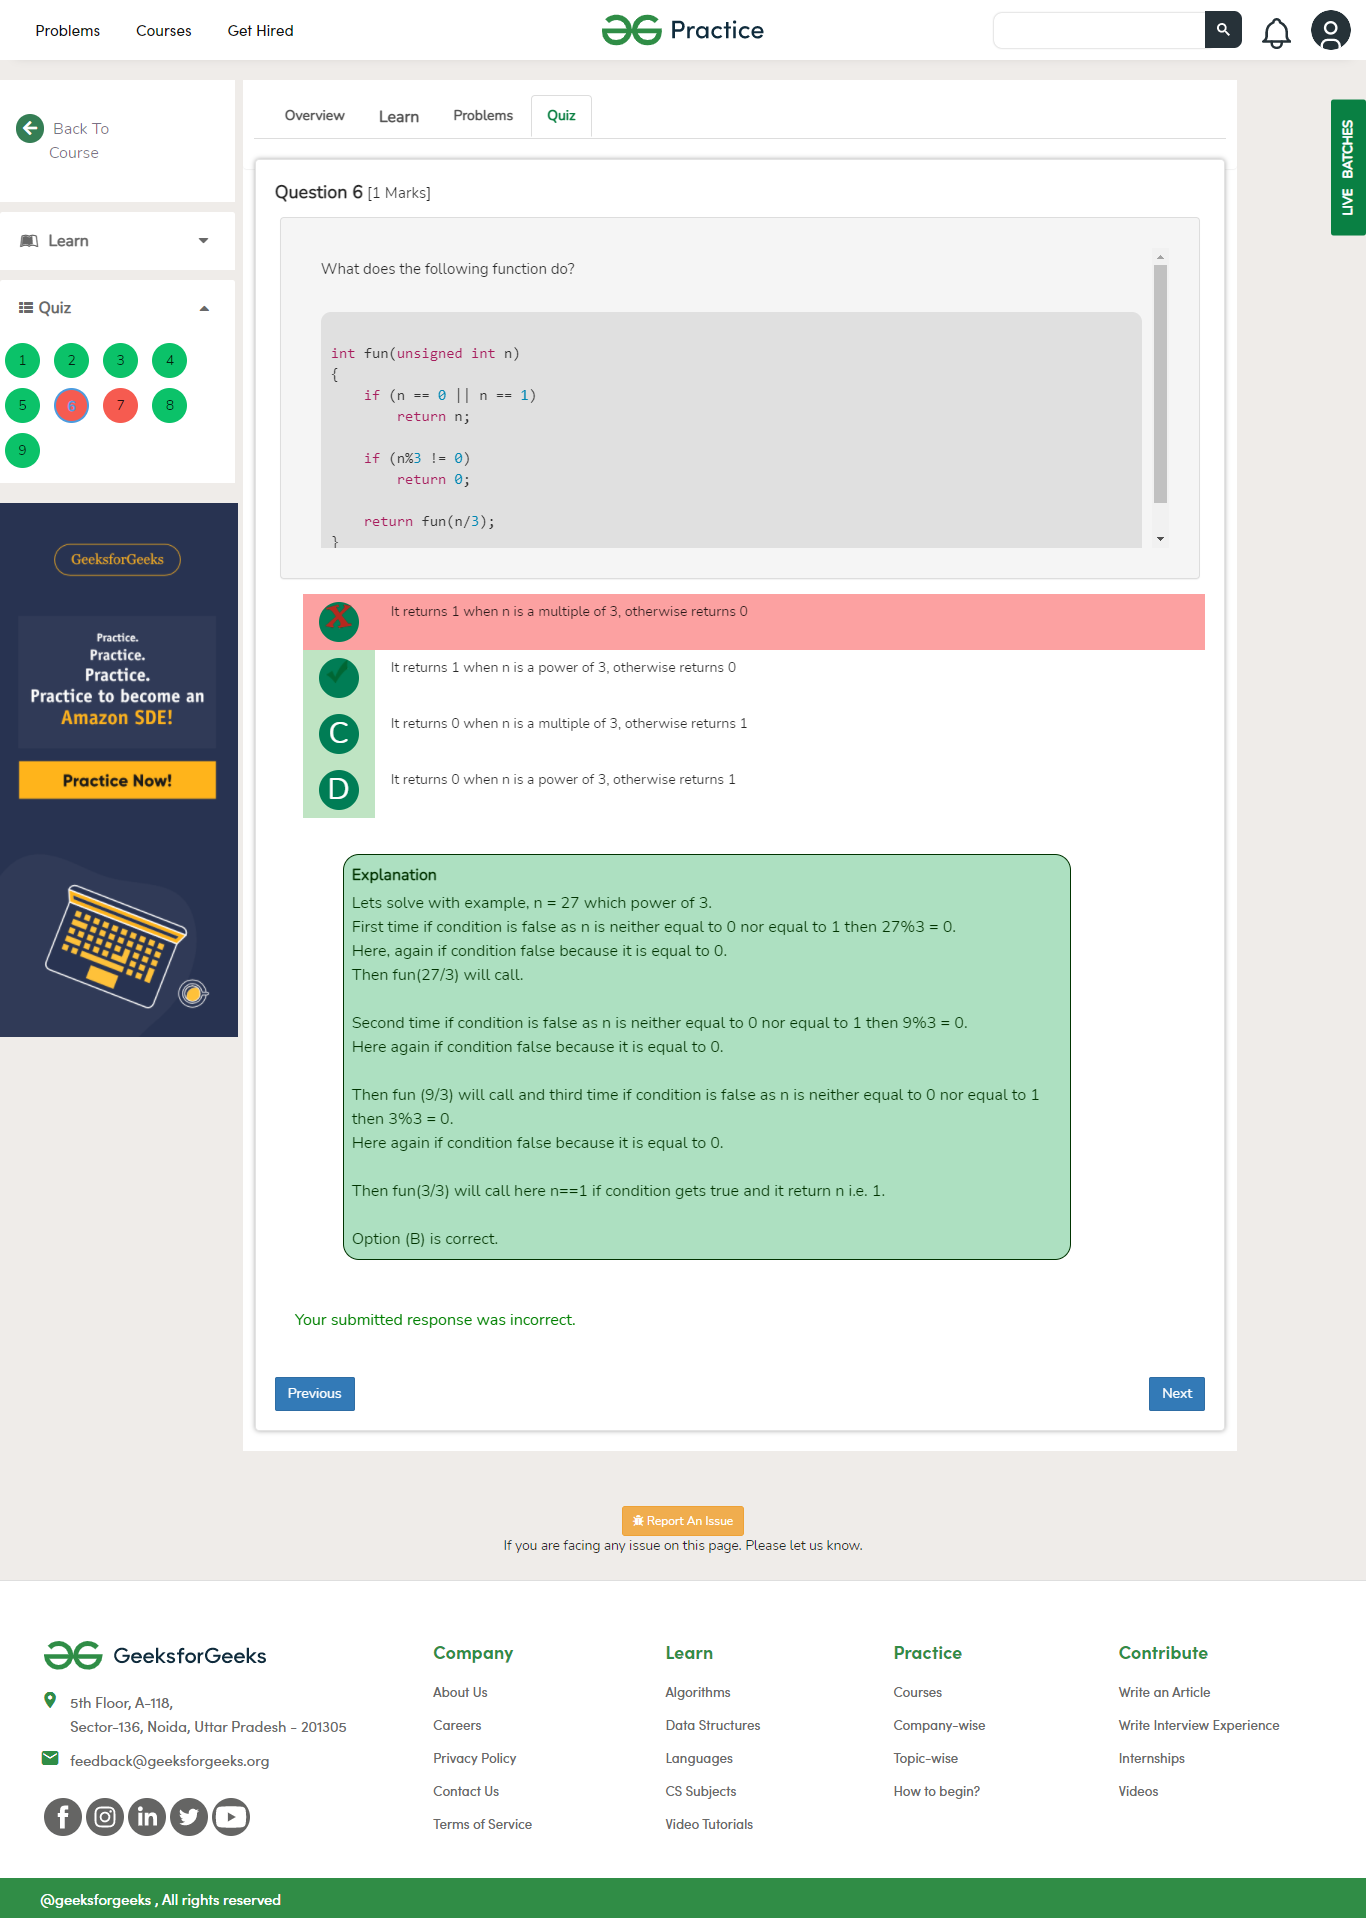 Problems Courses Get Hired
Practice
Back To
Course
Learn
Quiz
1 2 3 4
5 6 7 8
9
GeeksforGeeks
Practice.
Practice.
Practice.
Practice to become an
Amazon SDE!
Practice Now!
Overview Learn Problems Quiz
LIVE BATCHES
Question 6 [1 Marks]
What does the following function do?
int fun(unsigned int n)
{
    if (n == 0 || n == 1)
        return n;
    if (n%3 != 0)
        return 0;
    return fun(n/3);
}
X It returns 1 when n is a multiple of 3, otherwise returns 0
It returns 1 when n is a power of 3, otherwise returns 0
C It returns 0 when n is a multiple of 3, otherwise returns 1
D It returns 0 when n is a power of 3, otherwise returns 1
Explanation
Lets solve with example, n = 27 which power of 3.
First time if condition is false as n is neither equal to 0 nor equal to 1 then 27%3 = 0.
Here, again if condition false because it is equal to 0.
Then fun(27/3) will call.
Second time if condition is false as n is neither equal to 0 nor equal to 1 then 9%3 = 0.
Here again if condition false because it is equal to 0.
Then fun (9/3) will call and third time if condition is false as n is neither equal to 0 nor equal to 1
then 3%3 = 0.
Here again if condition false because it is equal to 0.
Then fun(3/3) will call here n==1 if condition gets true and it return n i.e. 1.
Option (B) is correct.
Your submitted response was incorrect.
Previous Next
Report An Issue
If you are facing any issue on this page. Please let us know.
GeeksforGeeks
5th Floor, A-118,
Sector-136, Noida, Uttar Pradesh - 201305
feedback@geeksforgeeks.org
Company
About Us
Careers
Privacy Policy
Contact Us
Terms of Service
Learn
Algorithms
Data Structures
Languages
CS Subjects
Video Tutorials
Practice
Courses
Company-wise
Topic-wise
How to begin?
Contribute
Write an Article
Write Interview Experience
Internships
Videos
@geeksforgeeks , All rights reserved